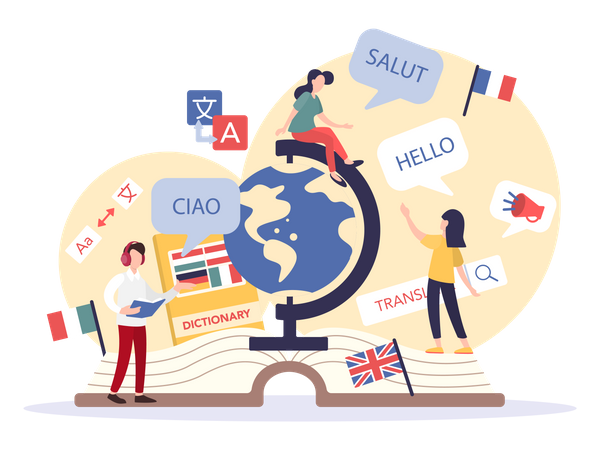 SALUT
文
A
HELLO
文
Aa
CIAO
TRANSL
DICTIONARY